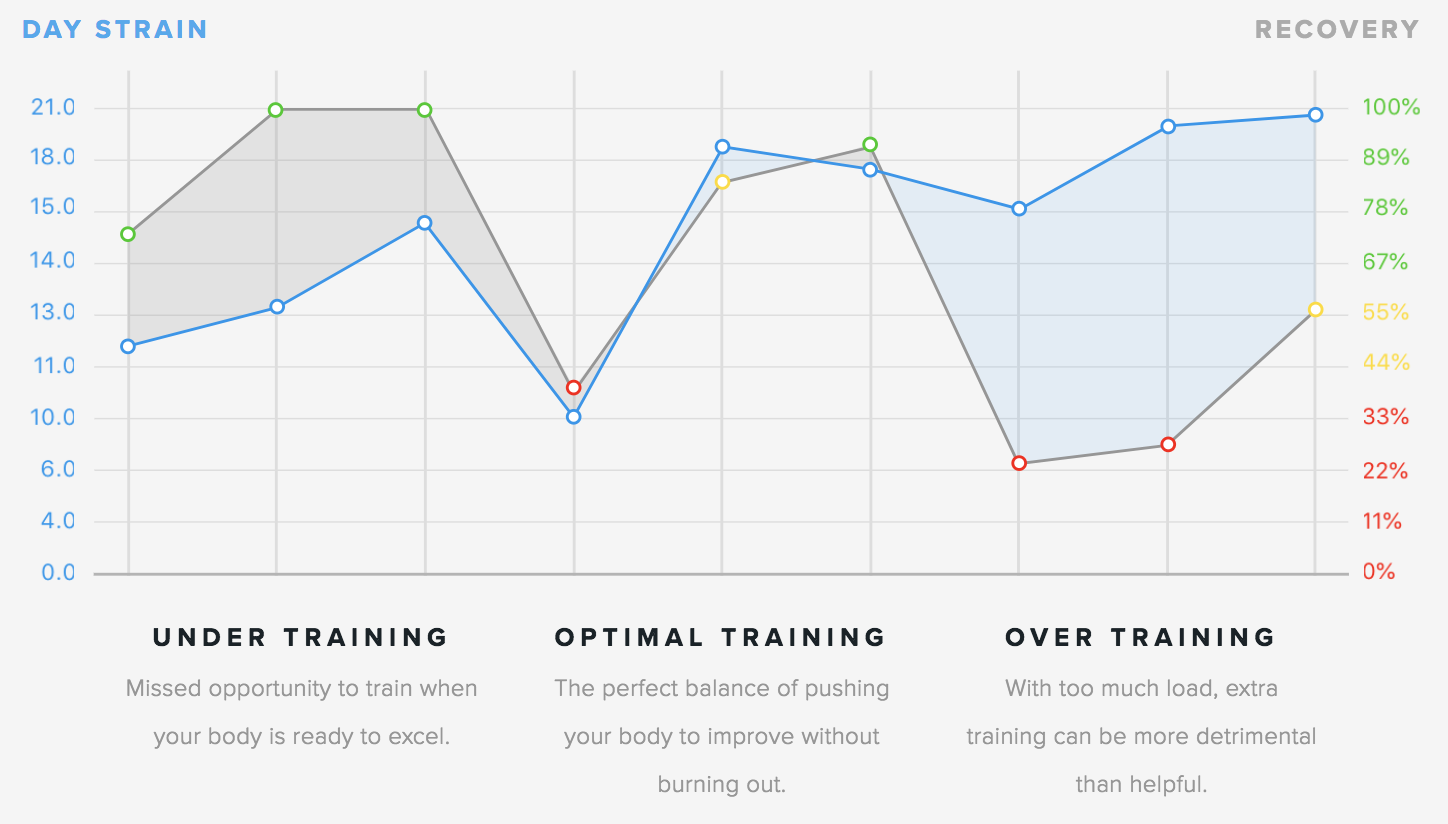 DAY STRAIN
RECOVERY
21.0
100%
18.0
89%
15.0
78%
14.0
67%
13.0
55%
11.0
44%
10.0
33%
6.0
22%
4.0
11%
0.0
0%
UNDER TRAINING
Missed opportunity to train when
your body is ready to excel.
OPTIMAL TRAINING
The perfect balance of pushing
your body to improve without
burning out.
OVER TRAINING
With too much load, extra
training can be more detrimental
than helpful.